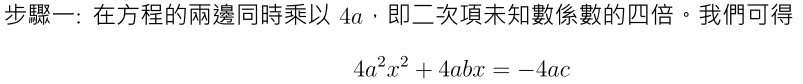 步驟一: 在方程的兩邊同時乘以 4a，即二次項未知數係數的四倍。我們可得
4a²x² + 4abx = −4ac